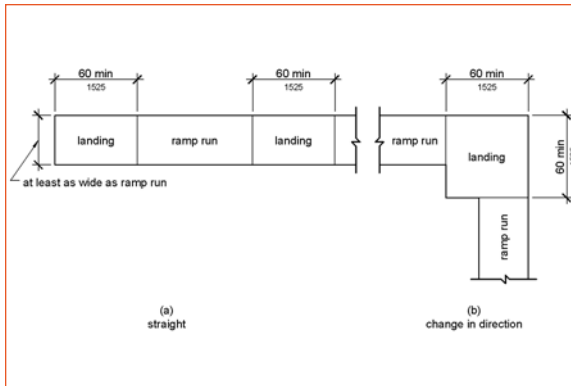 60 min
1525
60 min
1525
60 min
1525
landing
ramp run
landing
ramp run
landing
60 min
at least as wide as ramp run
ramp run
(a)
straight
(b)
change in direction